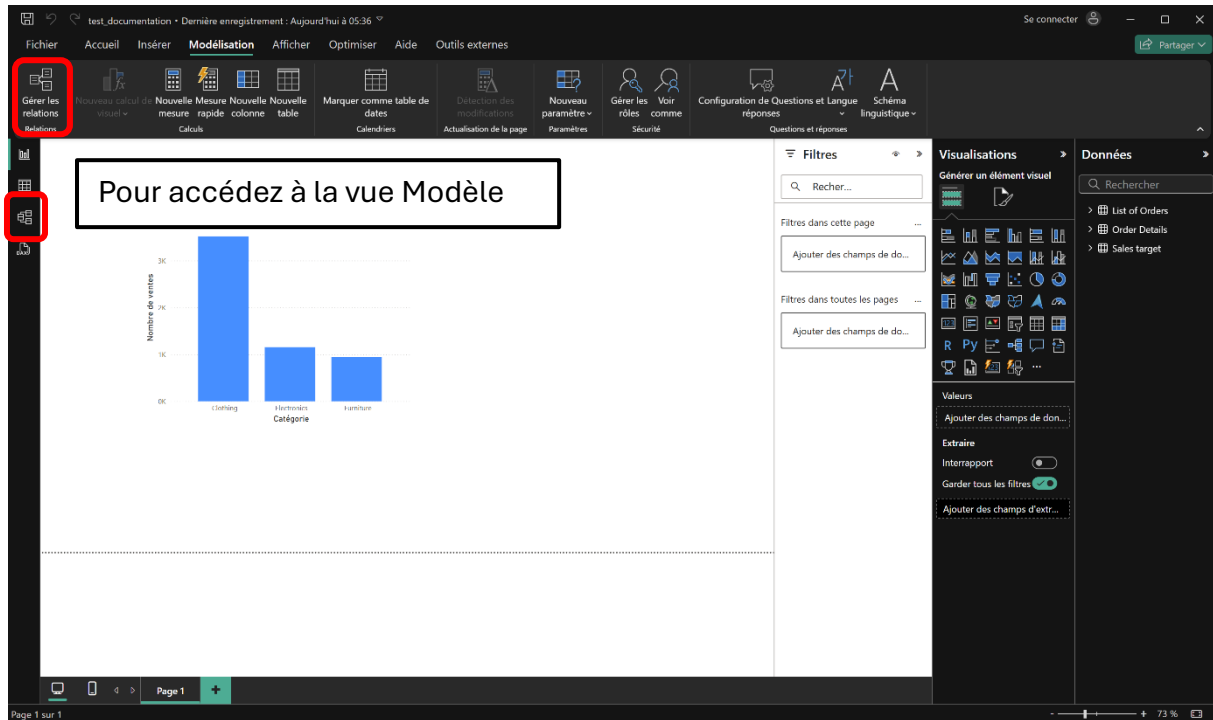 test_documentation • Dernière enregistrement : Aujourd'hui à 05:36
Se connecter
Fichier Accueil Insérer Modélisation Afficher Optimiser Aide Outils externes
Partager
Gérer les relations
Relations
Nouveau calcul de visuel
Nouvelle mesure
Mesure rapide
Nouvelle colonne
Nouvelle table
Calculs
Marquer comme table de dates
Calendriers
Détection des modifications
Actualisation de la page
Nouveau paramètre
Paramètres
Gérer les rôles
Voir comme
Sécurité
Configuration de Questions et réponses
Langue
Schéma linguistique
Questions et réponses
Pour accédez à la vue Modèle
3K
2K
1K
0K
Nombre de ventes
Clothing Electronics Furniture
Catégorie
Filtres
Recher...
Filtres dans cette page ...
Ajouter des champs de do...
Filtres dans toutes les pages ...
Ajouter des champs de do...
Visualisations
Générer un élément visuel
123
R Py
...
Valeurs
Ajouter des champs de don...
Extraire
Interrapport
Garder tous les filtres
Ajouter des champs d'extr...
Données
Rechercher
List of Orders
Order Details
Sales target
Page 1
+
Page 1 sur 1
- + 73 %